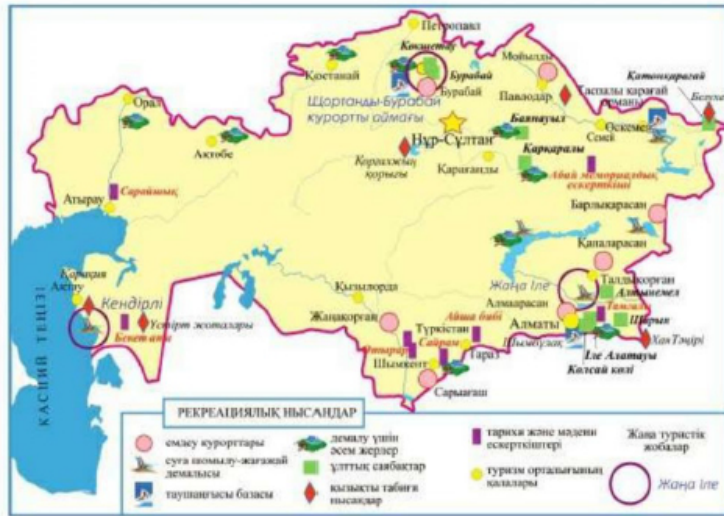 Петропавл
Көкшетау
Қостанай
Бурабай
Бурабай
Мойылды
Щортанды-Бурабай
курортты аймағы
Павлодар
қарағай
Қатонқарағай
Орал
Нұр-Сұлтан
Баянауыл
Семей
Өскемен
Ақтөбе
Қорғалжың
қорығы
Қарағанды
Қарқаралы
Абай мемориалдық
ескерткіші
Сарайшық
Атырау
Барлықарасан
Қапаларасан
Қызылорда
Жаңа Іле
Талдықорған
Алтынемел
Ақтау
Кендірлі
Жаңақорған
Айша бибі
Алмаарасан
Тамғалы
Бекет ата
Үстірт жоталары
Түркістан
Алматы
Шарын
Отырар
Сайрам
Тараз
Шымбұлақ
Хан Тәңірі
Шымкент
Іле Алатауы
Сарыағаш
Көлсай көлі
КАСПИЙ ТЕҢІЗІ
РЕКРЕАЦИЯЛЫҚ НЫСАНДАР
емдеу курорттары
суға шомылу-жағажай
демалысы
таушаңғысы базасы
демалу үшін
әсем жерлер
ұлттық саябақтар
қызықты табиғи
нысандар
тарихи және мәдени
ескерткіштер
туризм орталығының
қалалары
Жаңа туристік
жобалар
Жаңа Іле